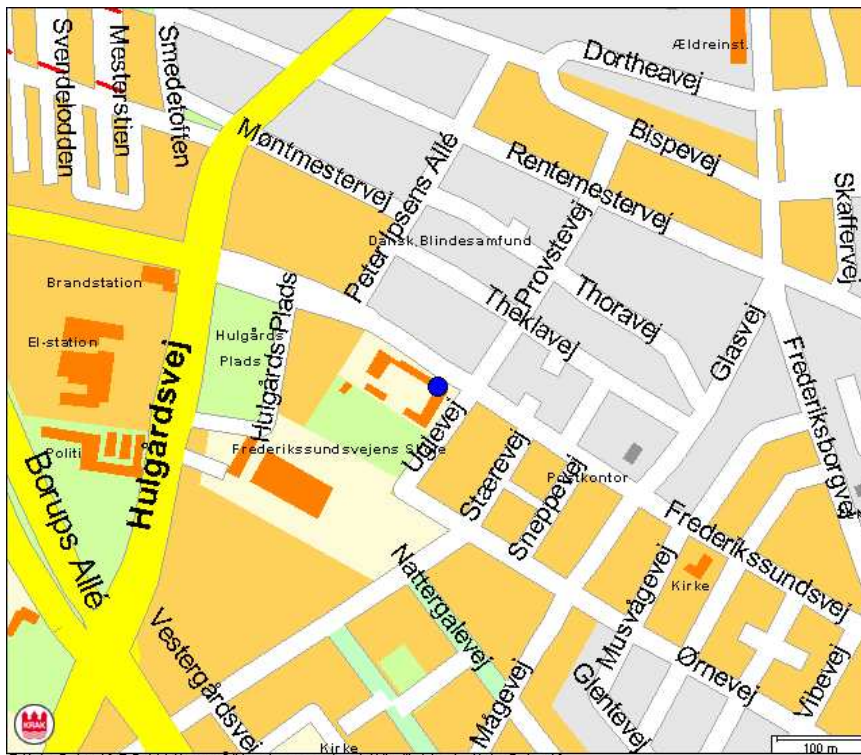 Ældreinst.
Dortheavej
Svendelodden
Mesterstien
Smedetoften
Møntmestervej
Peter Ipsens Allé
Rentemestervej
Bispevej
Skaffervej
Dansk Blindesamfund
Provstevej
Brandstation
Theklavej
Thoravej
Glasvej
El-station
Hulgårds
Plads
Hulgårds Plads
Hulgårdsvej
Frederiksborgvej
Politi
Frederikssundsvejens Skole
Uglevej
Stærevej
Sneppevej
Postkontor
Borups Allé
Frederikssundsvej
Nattergalevej
Musvågevej
Kirke
Vestergårdsvej
Mågevej
Glentevej
Ørnevej
Vibevej
KRAK
Kirke
100 m